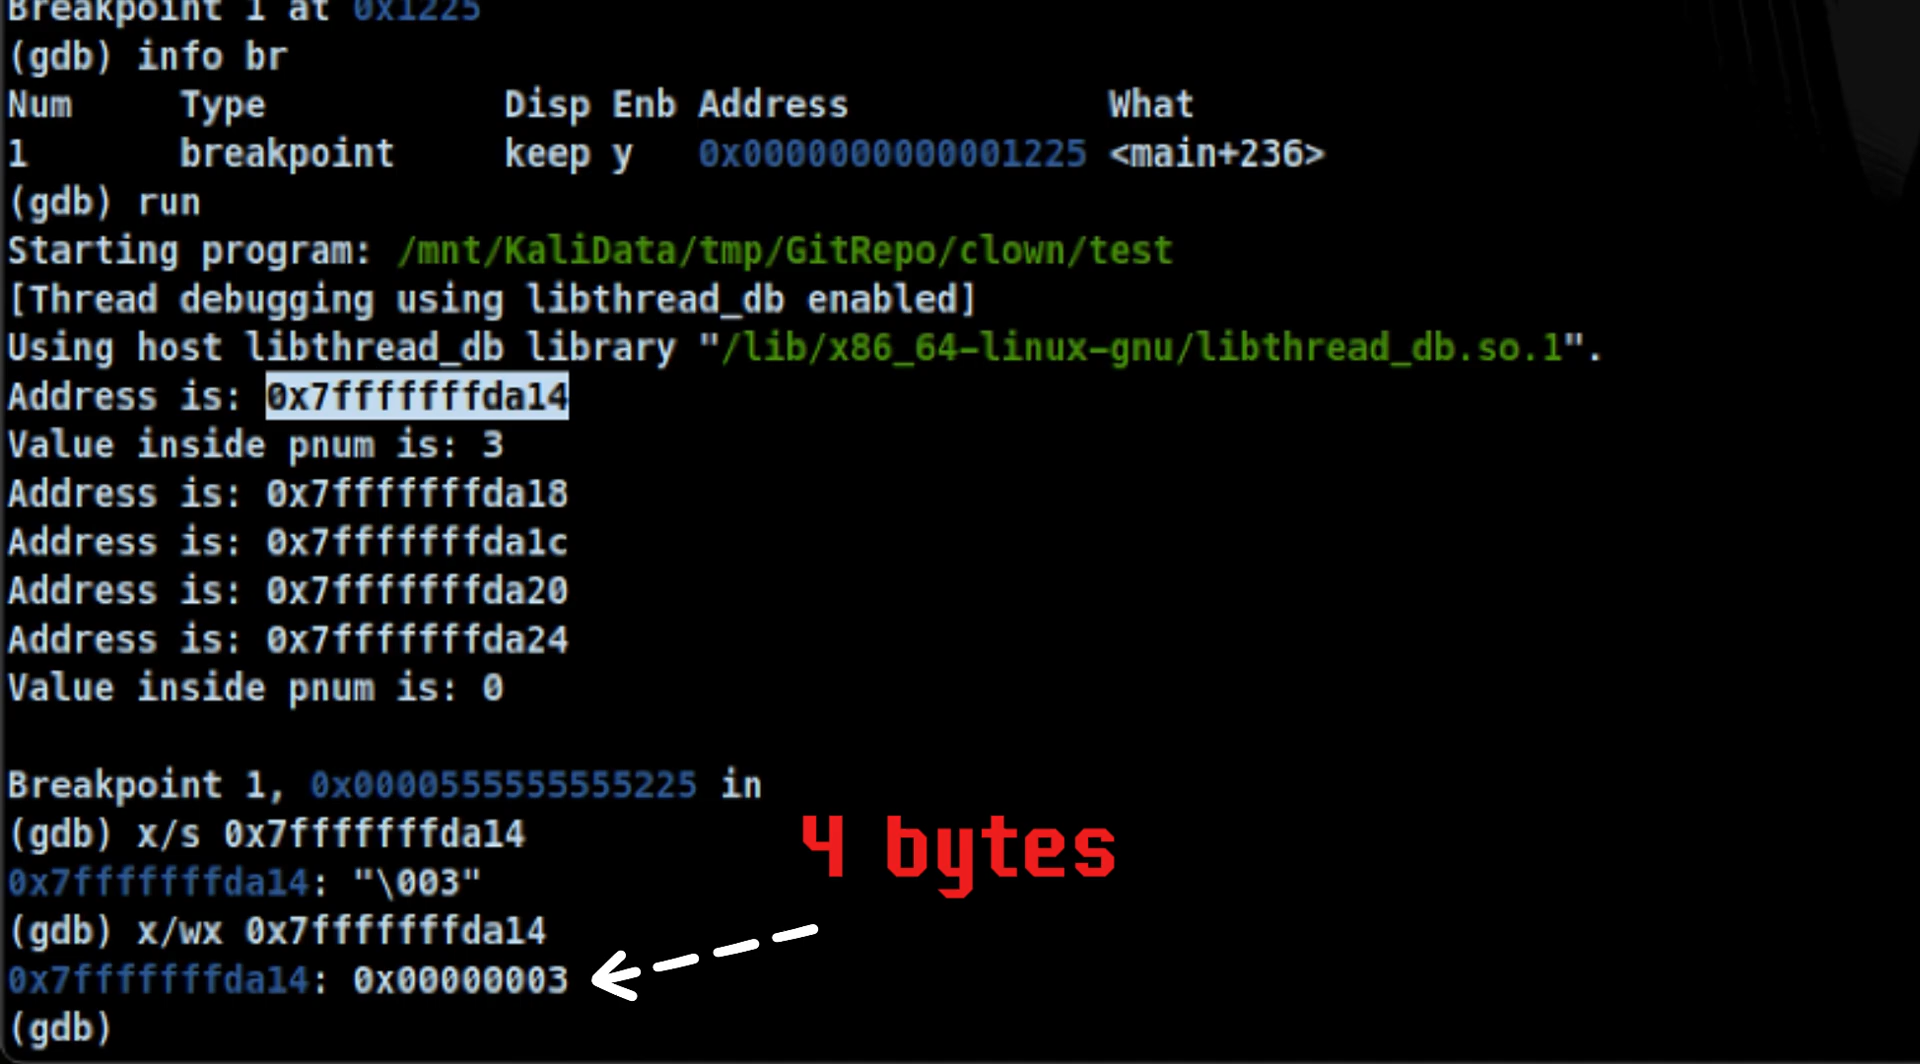 Breakpoint 1 at 0x1225
(gdb) info br
Num Type Disp Enb Address What
1 breakpoint keep y 0x0000000000001225 <main+236>
(gdb) run
Starting program: /mnt/KaliData/tmp/GitRepo/clown/test
[Thread debugging using libthread_db enabled]
Using host libthread_db library "/lib/x86_64-linux-gnu/libthread_db.so.1".
Address is: 0x7fffffffda14
Value inside pnum is: 3
Address is: 0x7fffffffda18
Address is: 0x7fffffffda1c
Address is: 0x7fffffffda20
Address is: 0x7fffffffda24
Value inside pnum is: 0
Breakpoint 1, 0x0000555555555225 in
(gdb) x/s 0x7fffffffda14
4 bytes
0x7fffffffda14: "\003"
(gdb) x/wx 0x7fffffffda14
0x7fffffffda14: 0x00000003
(gdb)